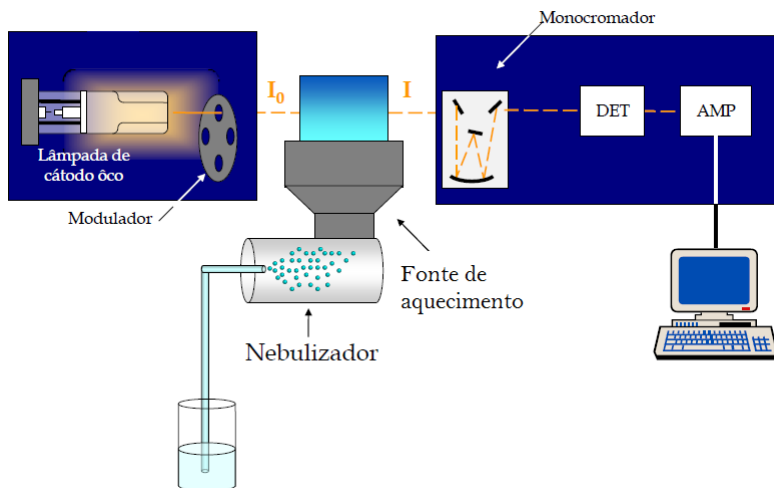 Monocromador
I0
I
DET
AMP
Lâmpada de
cátodo ôco
Modulador
Fonte de
aquecimento
Nebulizador